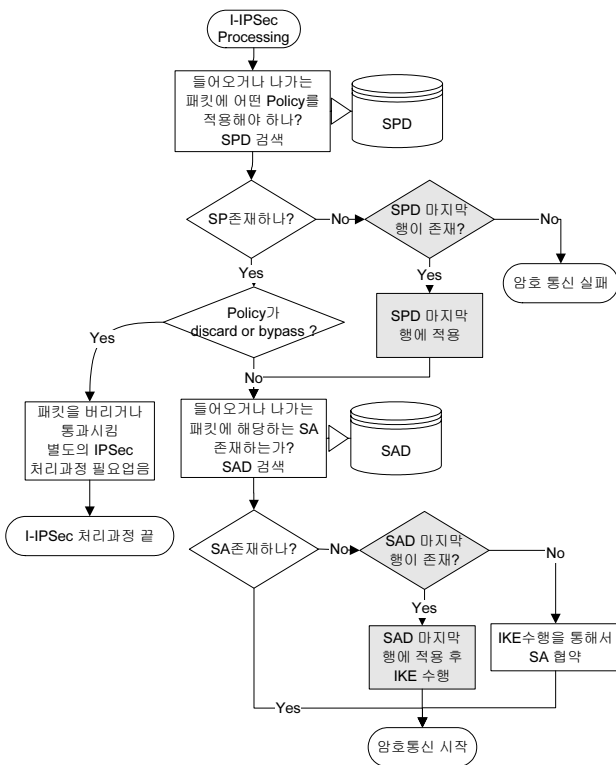 I-IPSec
Processing
들어오거나 나가는
패킷에 어떤 Policy를
적용해야 하나?
SPD 검색
SPD
SP존재하나?
No
SPD 마지막
행이 존재?
No
Yes
Yes
암호 통신 실패
Policy가
discard or bypass ?
SPD 마지막
행에 적용
Yes
No
패킷을 버리거나
통과시킴
별도의 IPSec
처리과정 필요업음
들어오거나 나가는
패킷에 해당하는 SA
존재하는가?
SAD 검색
SAD
I-IPSec 처리과정 끝
SA존재하나?
No
SAD 마지막
행이 존재?
No
Yes
SAD 마지막
행에 적용 후
IKE 수행
IKE수행을 통해서
SA 협약
Yes
암호통신 시작